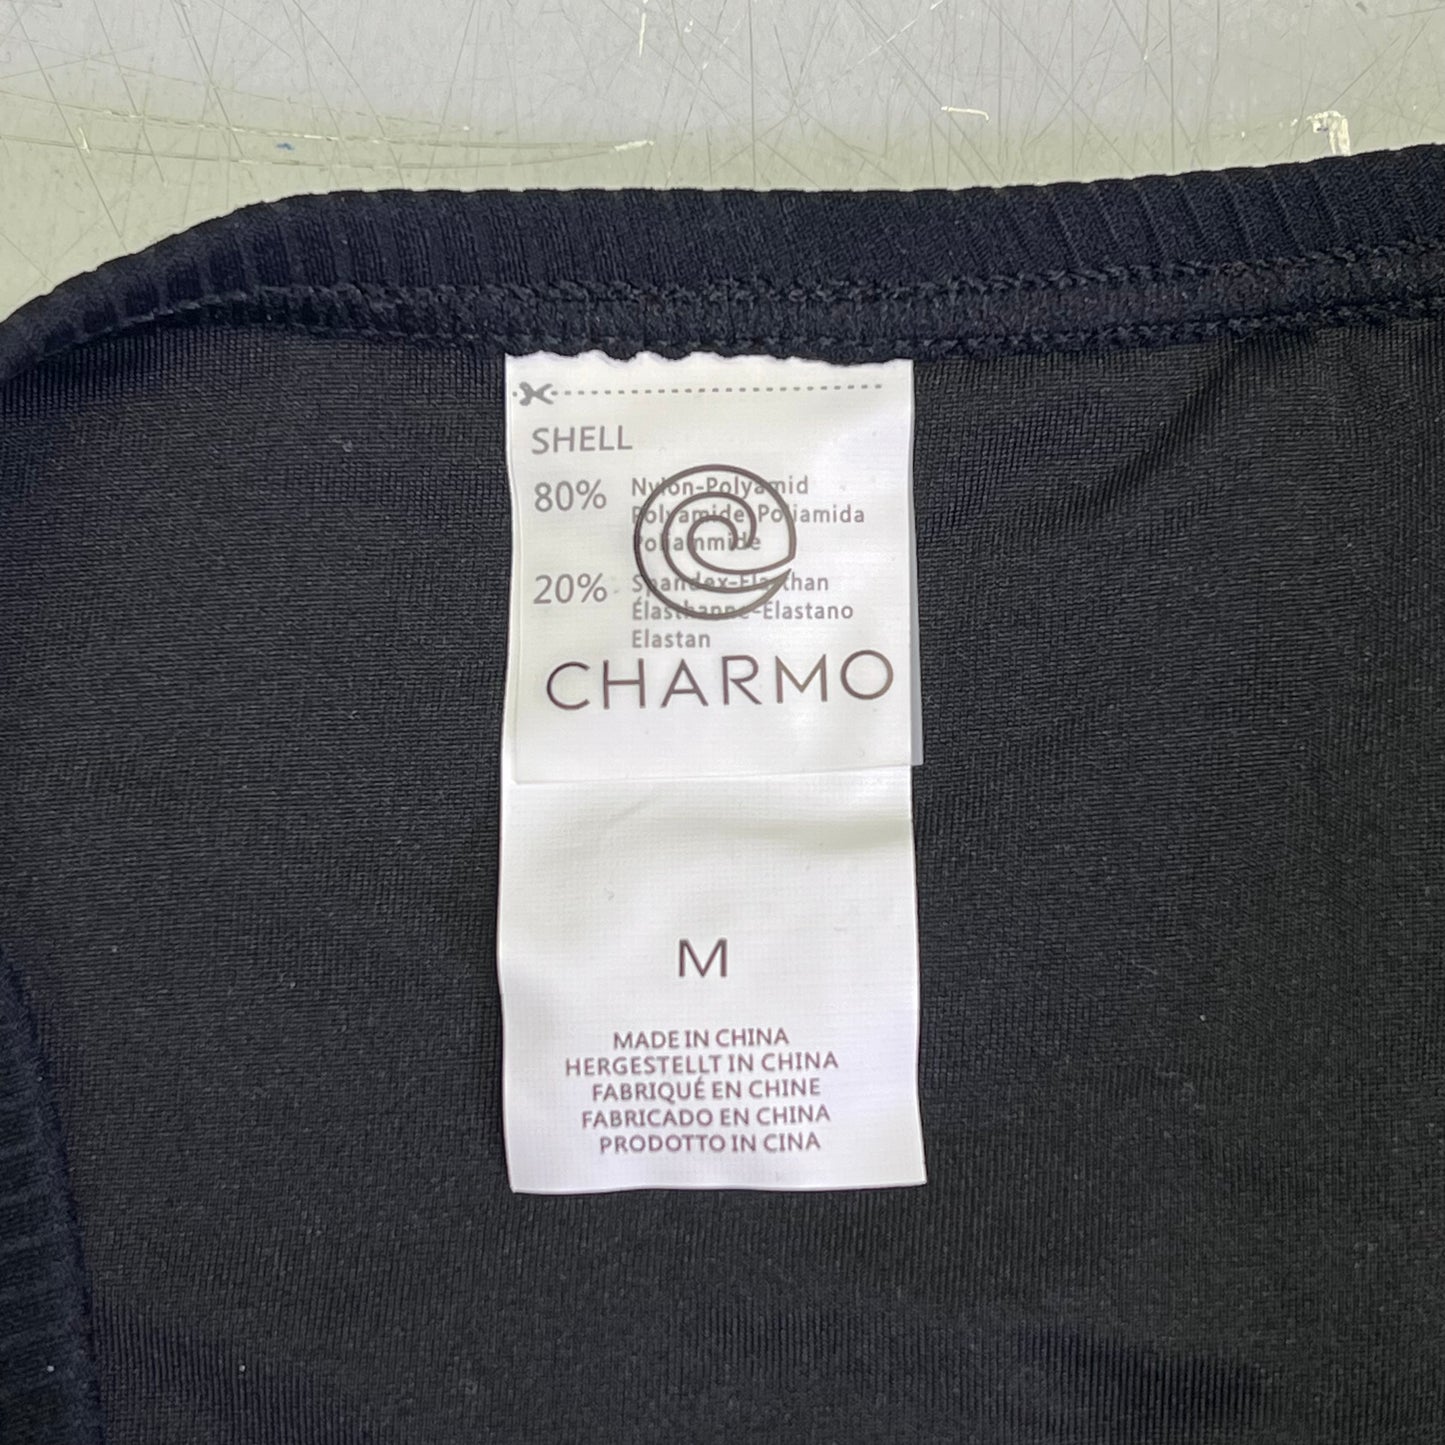 SHELL
80% Nylon-Polyamid
Polyamide-Poliamida
Poliammide
20% Spandex-Elasthan
Élasthanne-Elastano
Elastan
CHARMO
M
MADE IN CHINA
HERGESTELLT IN CHINA
FABRIQUÉ EN CHINE
FABRICADO EN CHINA
PRODOTTO IN CINA